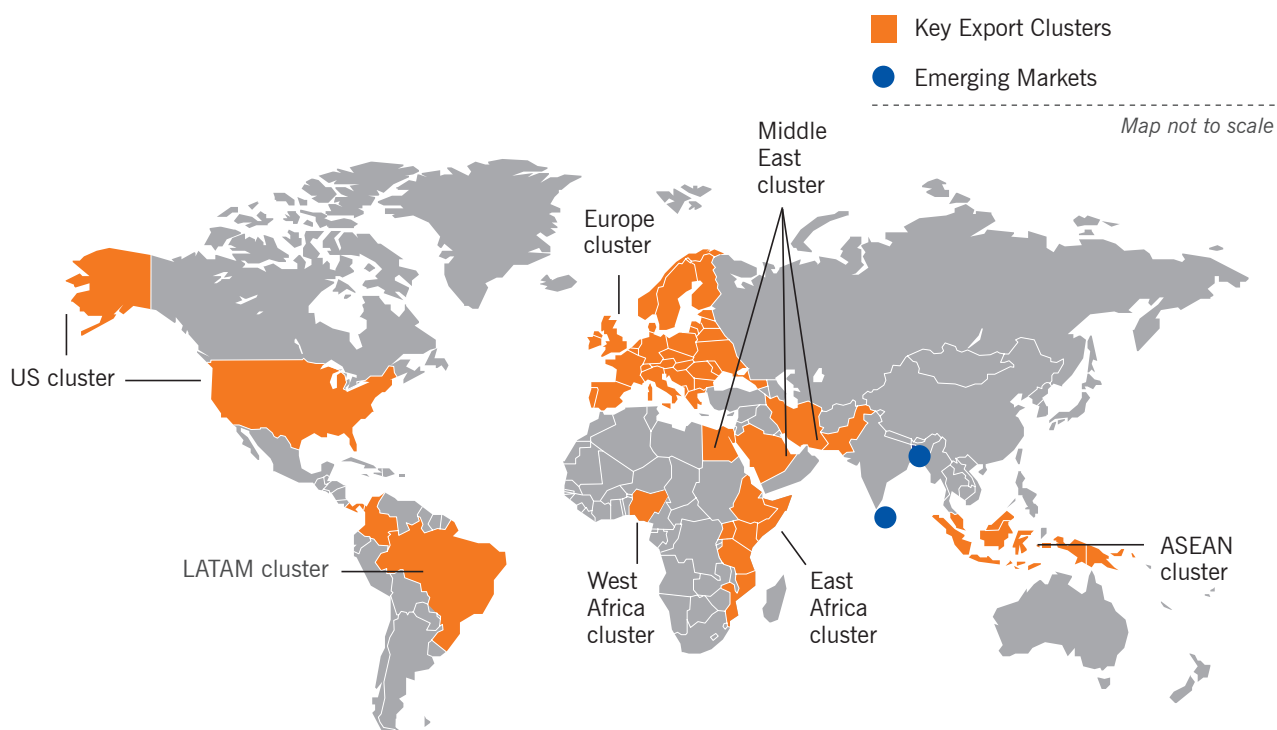 Key Export Clusters
Emerging Markets
Map not to scale
Middle
East
cluster
Europe
cluster
US cluster
LATAM cluster
West
Africa
cluster
East
Africa
cluster
ASEAN
cluster